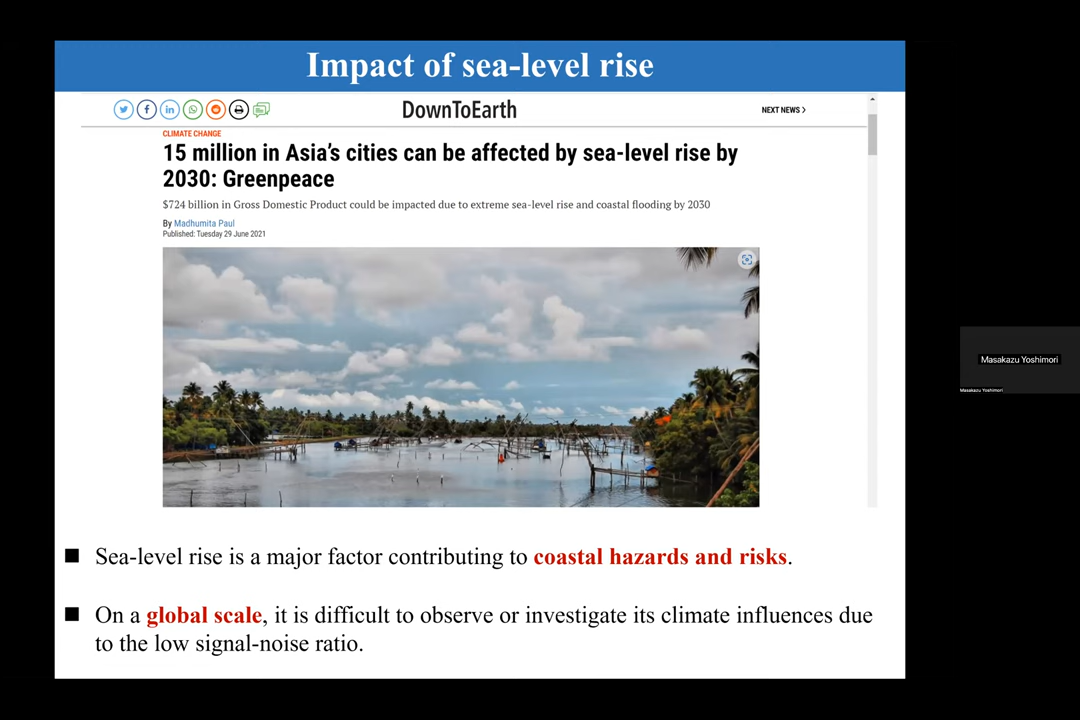 Impact of sea-level rise
DownToEarth
NEXT NEWS >
CLIMATE CHANGE
15 million in Asia's cities can be affected by sea-level rise by
2030: Greenpeace
$724 billion in Gross Domestic Product could be impacted due to extreme sea-level rise and coastal flooding by 2030
By Madhumita Paul
Published: Tuesday 29 June 2021
Masakazu Yoshimori
Masakazu Yoshimori
■ Sea-level rise is a major factor contributing to coastal hazards and risks.
■ On a global scale, it is difficult to observe or investigate its climate influences due
to the low signal-noise ratio.